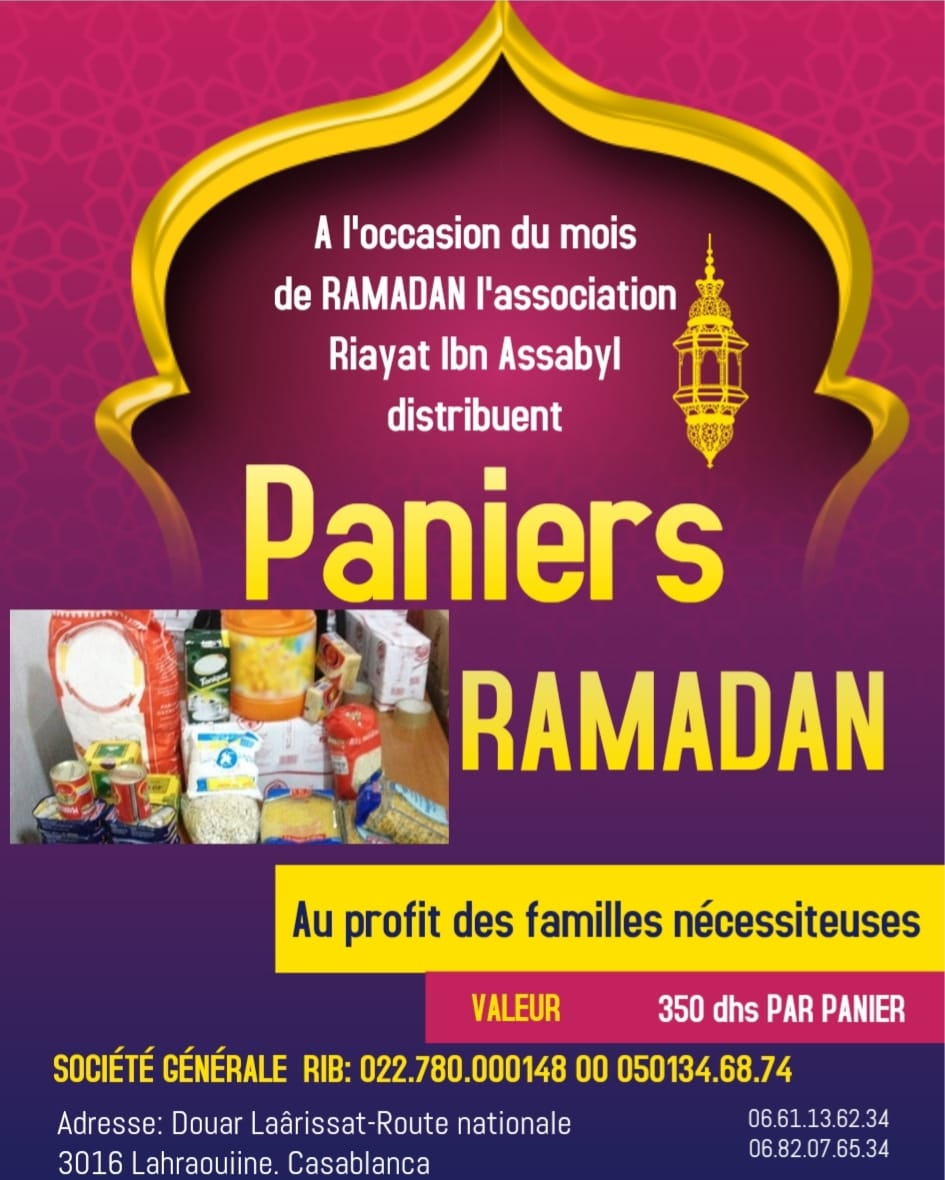 A l'occasion du mois
de RAMADAN l'association
Riayat Ibn Assabyl
distribuent
Paniers
RAMADAN
Tonique
Au profit des familles nécessiteuses
VALEUR 350 dhs PAR PANIER
SOCIÉTÉ GÉNÉRALE RIB: 022.780.000148 00 050134.68.74
Adresse: Douar Laârissat-Route nationale
3016 Lahraouiine. Casablanca
06.61.13.62.34
06.82.07.65.34